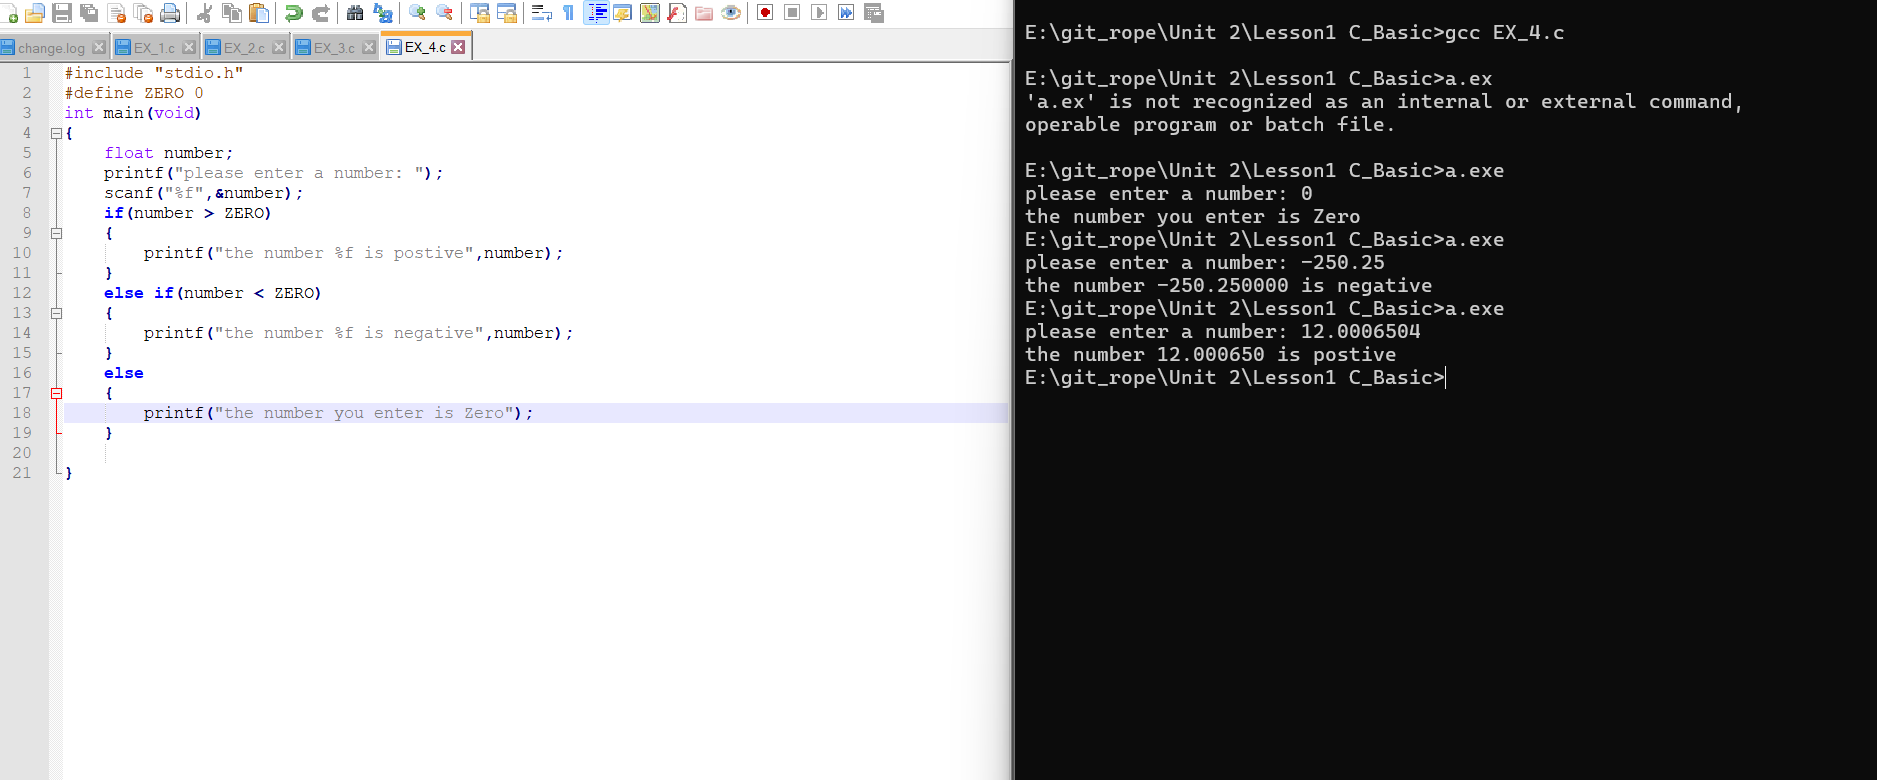 change.log EX_1.c EX_2.c EX_3.c EX_4.c
1 #include "stdio.h"
2 #define ZERO 0
3 int main(void)
4 {
5 float number;
6 printf("please enter a number: ");
7 scanf("%f",&number);
8 if(number > ZERO)
9 {
10 printf("the number %f is postive",number);
11 }
12 else if(number < ZERO)
13 {
14 printf("the number %f is negative",number);
15 }
16 else
17 {
18 printf("the number you enter is Zero");
19 }
20
21 }
E:\git_rope\Unit 2\Lesson1 C_Basic>gcc EX_4.c
E:\git_rope\Unit 2\Lesson1 C_Basic>a.ex
'a.ex' is not recognized as an internal or external command,
operable program or batch file.
E:\git_rope\Unit 2\Lesson1 C_Basic>a.exe
please enter a number: 0
the number you enter is Zero
E:\git_rope\Unit 2\Lesson1 C_Basic>a.exe
please enter a number: -250.25
the number -250.250000 is negative
E:\git_rope\Unit 2\Lesson1 C_Basic>a.exe
please enter a number: 12.0006504
the number 12.000650 is postive
E:\git_rope\Unit 2\Lesson1 C_Basic>